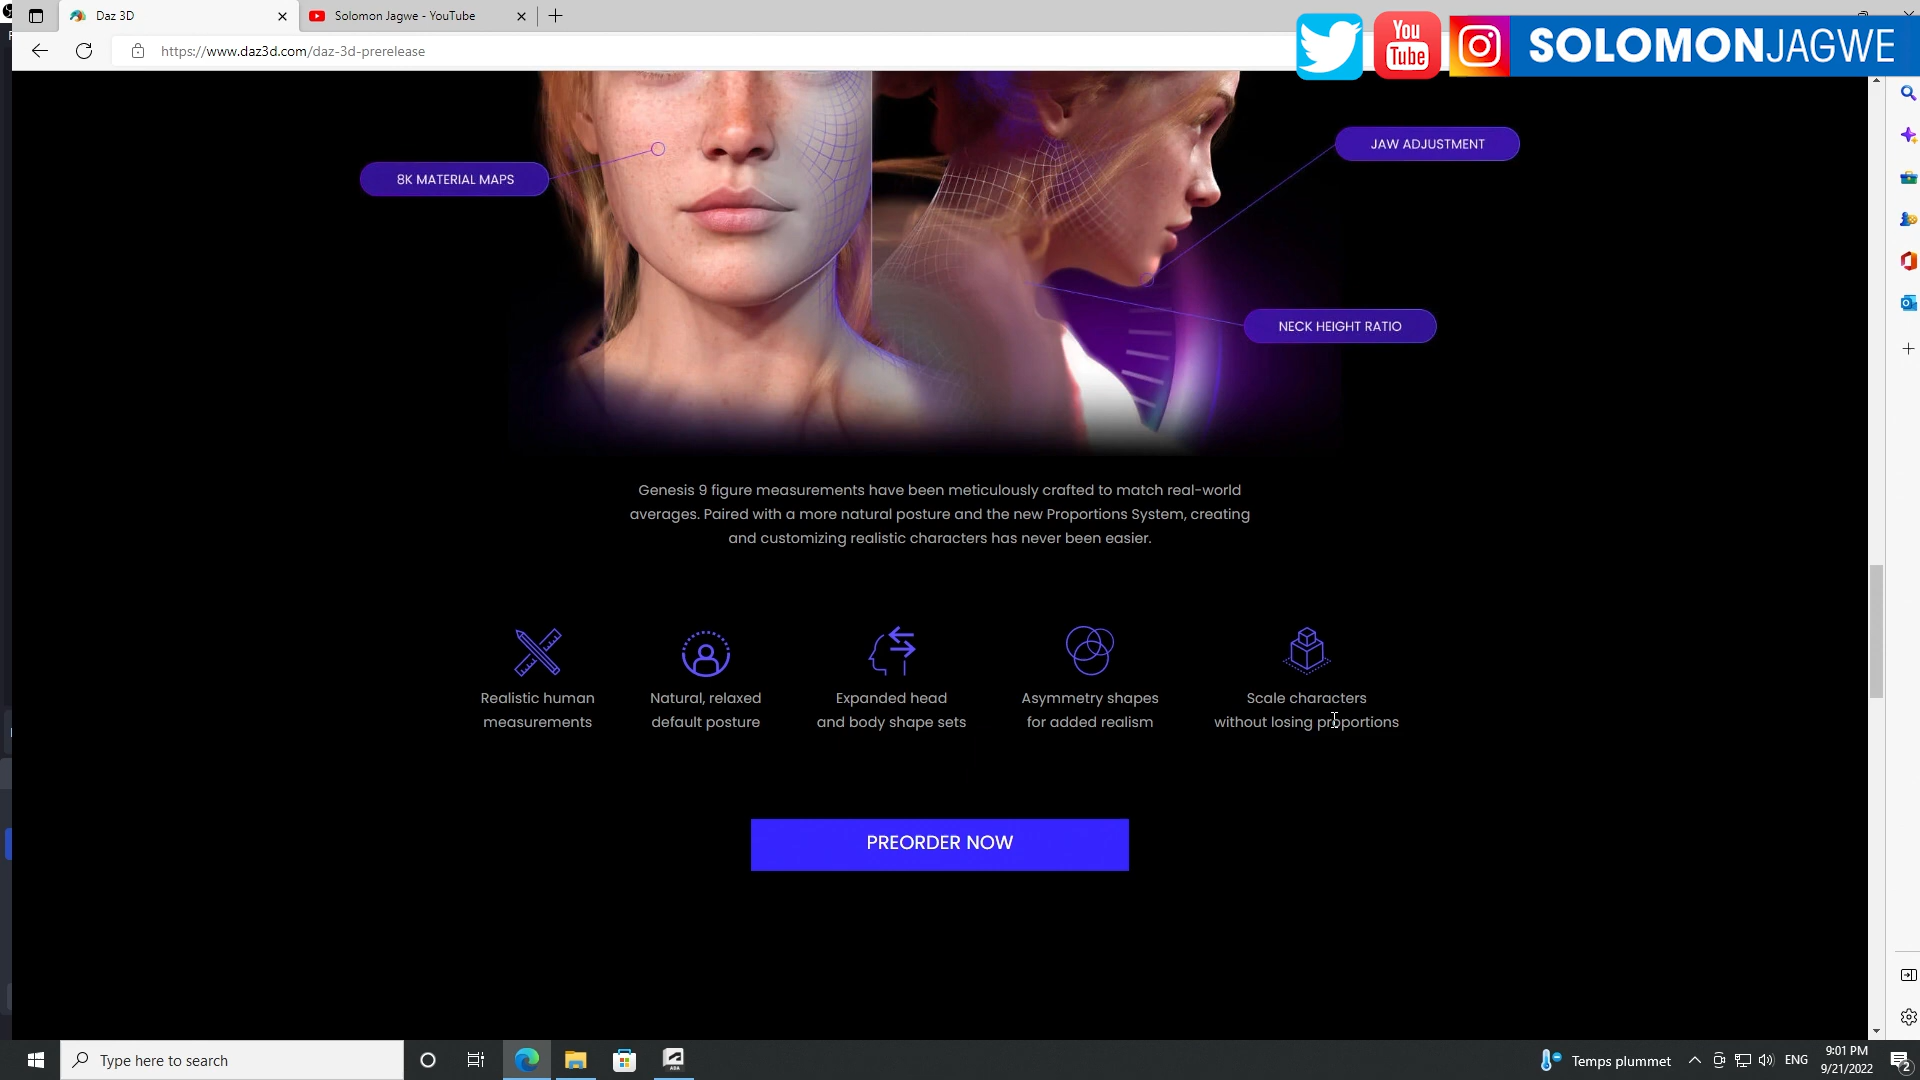 Daz 3D
Solomon Jagwe - YouTube
https://www.daz3d.com/daz-3d-prerelease
You
Tube
SOLOMONJAGWE
8K MATERIAL MAPS
JAW ADJUSTMENT
NECK HEIGHT RATIO
Genesis 9 figure measurements have been meticulously crafted to match real-world
averages. Paired with a more natural posture and the new Proportions System, creating
and customizing realistic characters has never been easier.
Realistic human
measurements
Natural, relaxed
default posture
Expanded head
and body shape sets
Asymmetry shapes
for added realism
Scale characters
without losing proportions
PREORDER NOW
Type here to search
Temps plummet
ENG
9:01 PM
9/21/2022
2